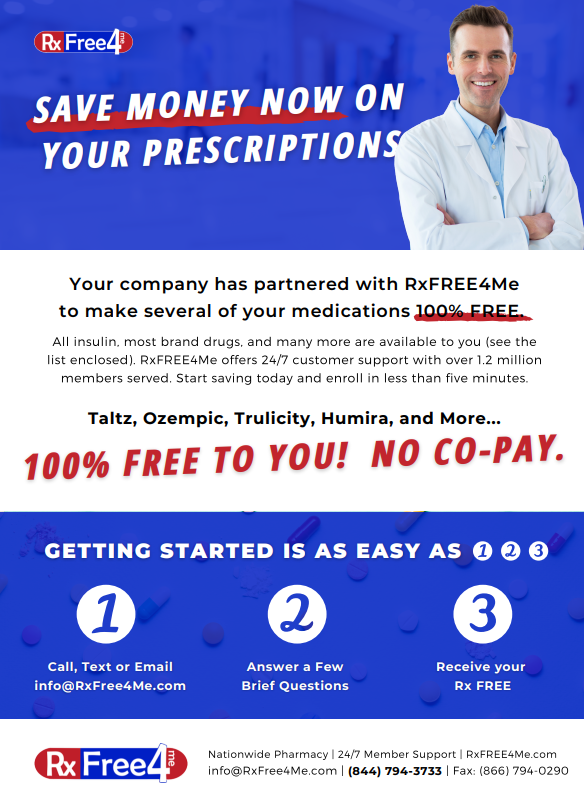 Rx Free4me
SAVE MONEY NOW ON
YOUR PRESCRIPTIONS
Your company has partnered with RxFREE4Me
to make several of your medications 100% FREE.
All insulin, most brand drugs, and many more are available to you (see the
list enclosed). RxFREE4Me offers 24/7 customer support with over 1.2 million
members served. Start saving today and enroll in less than five minutes.
Taltz, Ozempic, Trulicity, Humira, and More...
100% FREE TO YOU! NO CO-PAY.
GETTING STARTED IS AS EASY AS 1 2 3
1
Call, Text or Email
info@RxFree4Me.com
2
Answer a Few
Brief Questions
3
Receive your
Rx FREE
Rx Free4me
Nationwide Pharmacy | 24/7 Member Support | RxFREE4Me.com
info@RxFree4Me.com | (844) 794-3733 | Fax: (866) 794-0290